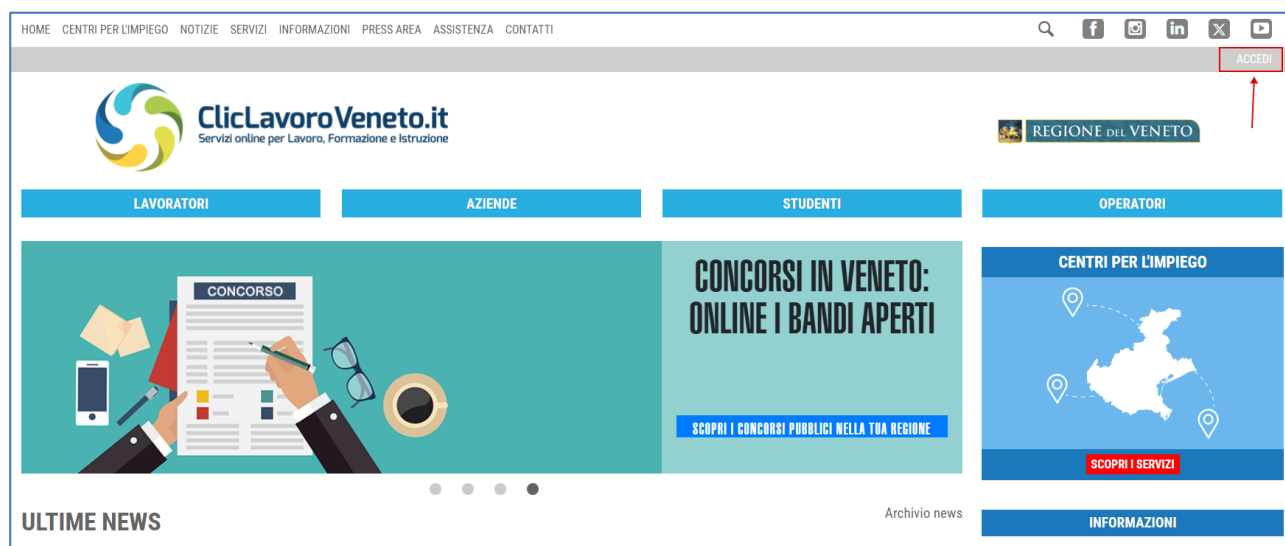 HOME CENTRI PER L'IMPIEGO NOTIZIE SERVIZI INFORMAZIONI PRESS AREA ASSISTENZA CONTATTI
ACCEDI
ClicLavoroVeneto.it
Servizi online per Lavoro, Formazione e Istruzione
REGIONE DEL VENETO
LAVORATORI
AZIENDE
STUDENTI
OPERATORI
CONCORSO
CONCORSI IN VENETO:
ONLINE I BANDI APERTI
SCOPRI I CONCORSI PUBBLICI NELLA TUA REGIONE
CENTRI PER L'IMPIEGO
SCOPRI I SERVIZI
ULTIME NEWS
Archivio news
INFORMAZIONI